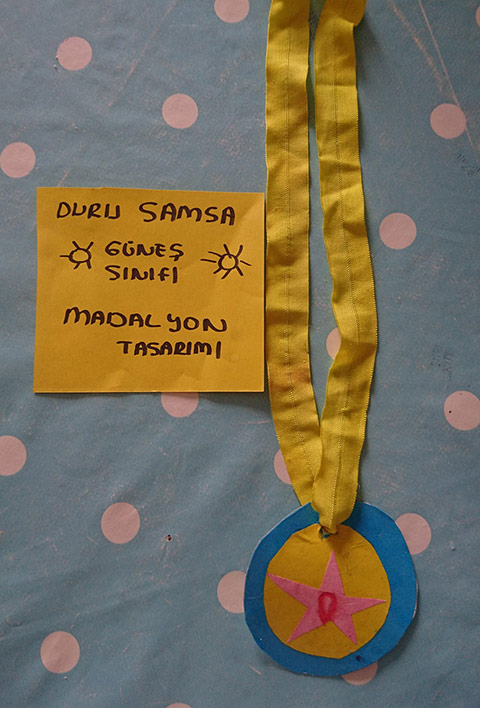 DURU SAMSA
GÜNEŞ
SINIFI
MADALYON
TASARIMI